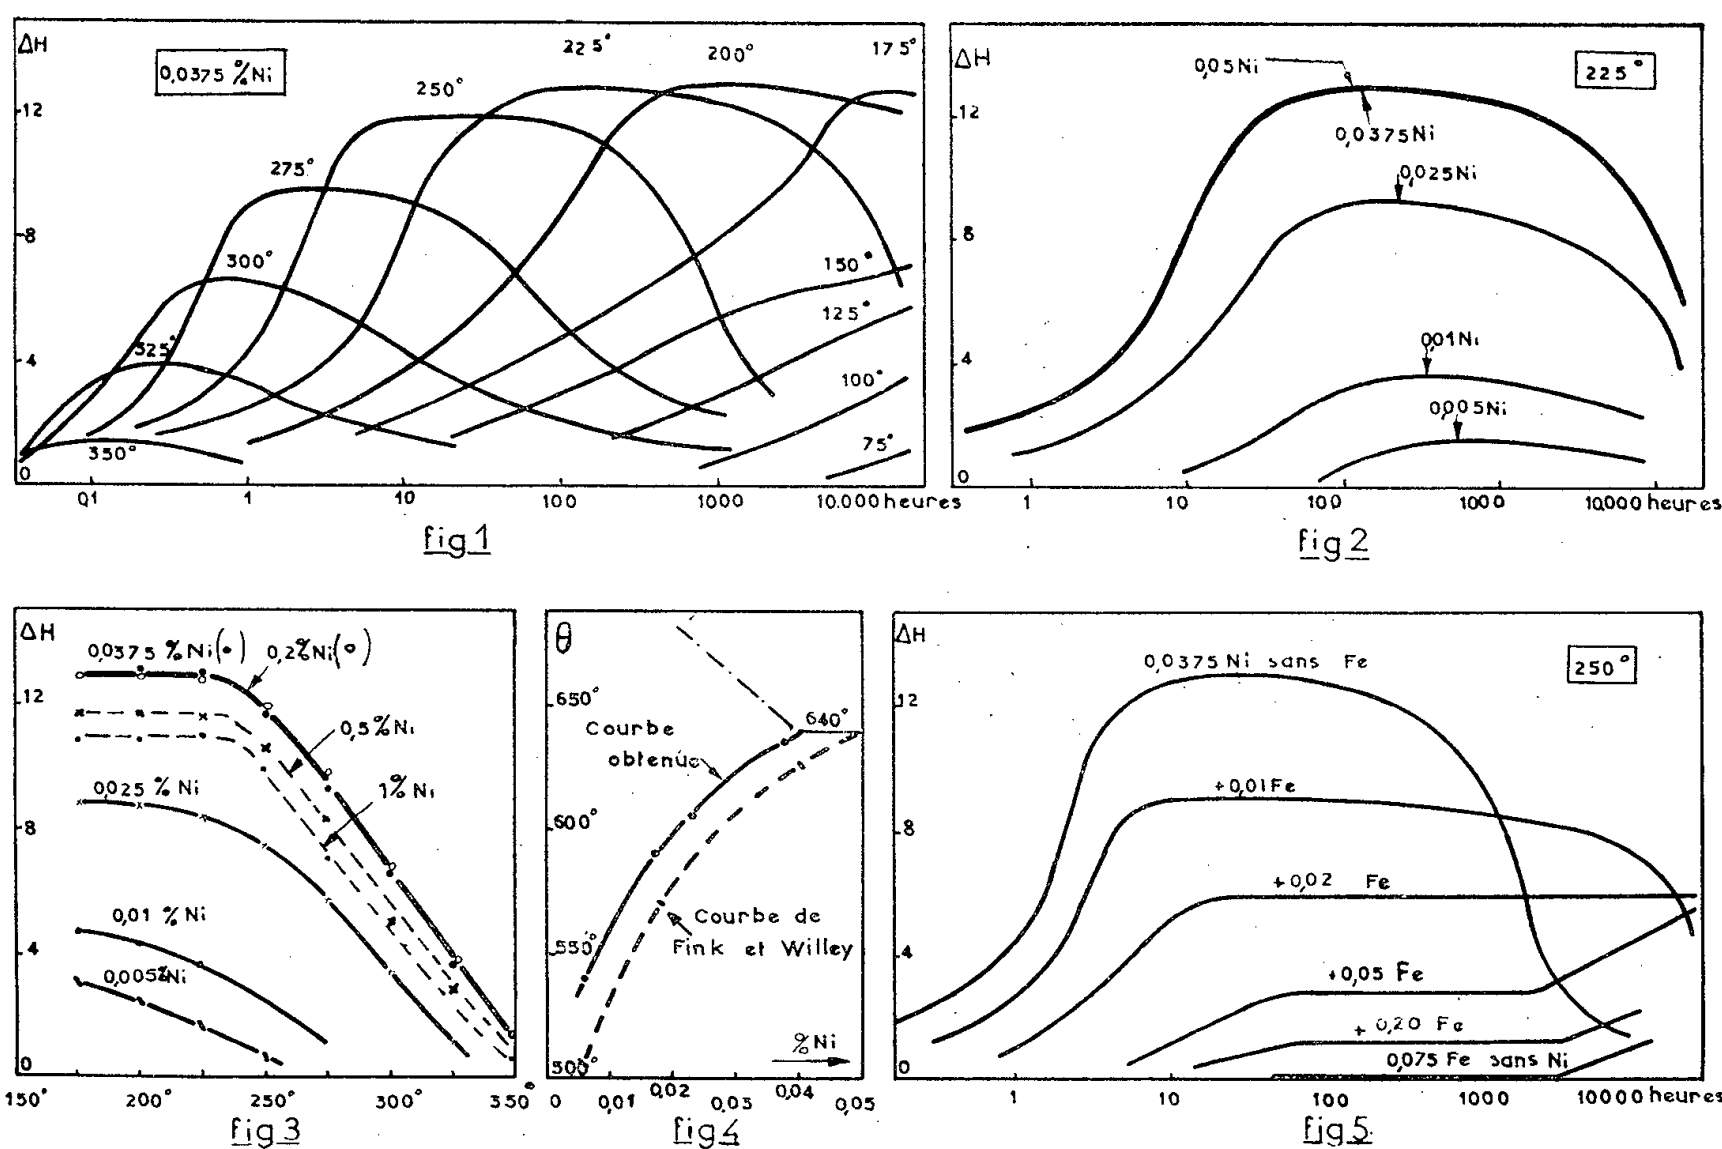 ΔH
0,0375 % Ni
225°
200°
175°
250°
12
275°
8
300°
150°
125°
325°
4
100°
350°
75°
0
0,1 1 10 100 1000 10.000 heures
fig 1
ΔH
0,05 Ni
225°
12
0,0375 Ni
0,025 Ni
8
0,01 Ni
4
0,005 Ni
0
1 10 100 1000 10.000 heures
fig 2
ΔH
0,0375 % Ni (•) 0,2% Ni (o)
12
0,5% Ni
0,025 % Ni
1% Ni
8
0,01 % Ni
4
0,005% Ni
0
150° 200° 250° 300° 350°
fig 3
θ
650°
640°
Courbe
obtenue
600°
Courbe de
Fink et Willey
550°
% Ni
500°
0 0,01 0,02 0,03 0,04 0,05
fig 4
ΔH
0,0375 Ni sans Fe
250°
12
+0,01 Fe
8
+0,02 Fe
4
+0,05 Fe
+ 0,20 Fe
0,075 Fe sans Ni
0
1 10 100 1000 10000 heures
fig 5